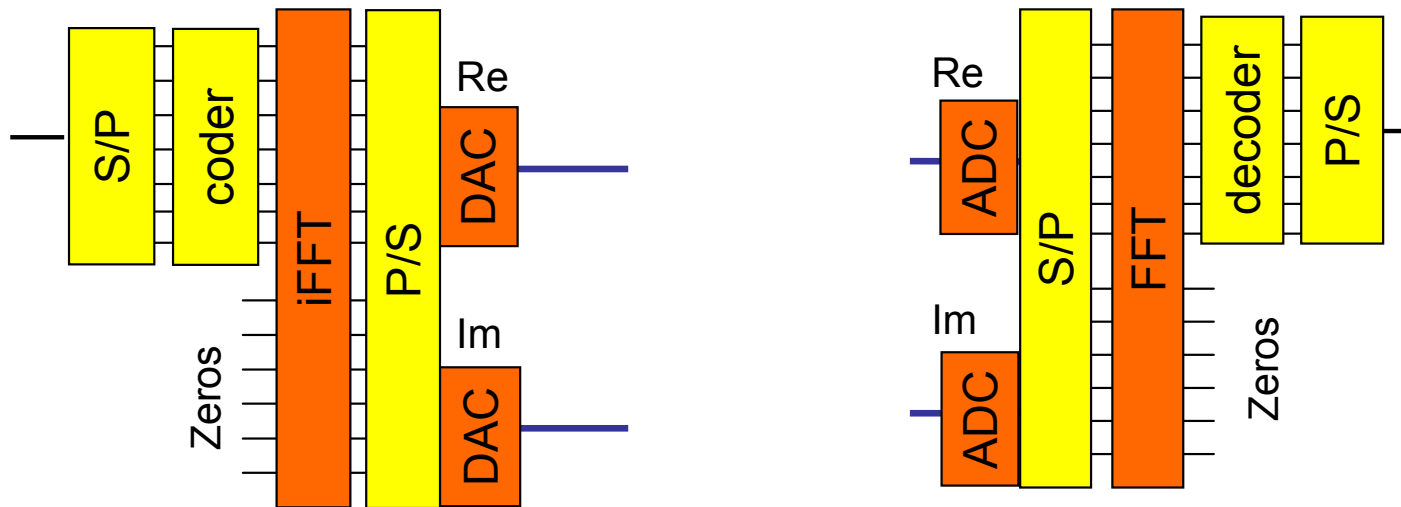 S/P
coder
iFFT
P/S
Re
DAC
Im
DAC
Zeros
Re
ADC
Im
ADC
S/P
FFT
decoder
P/S
Zeros